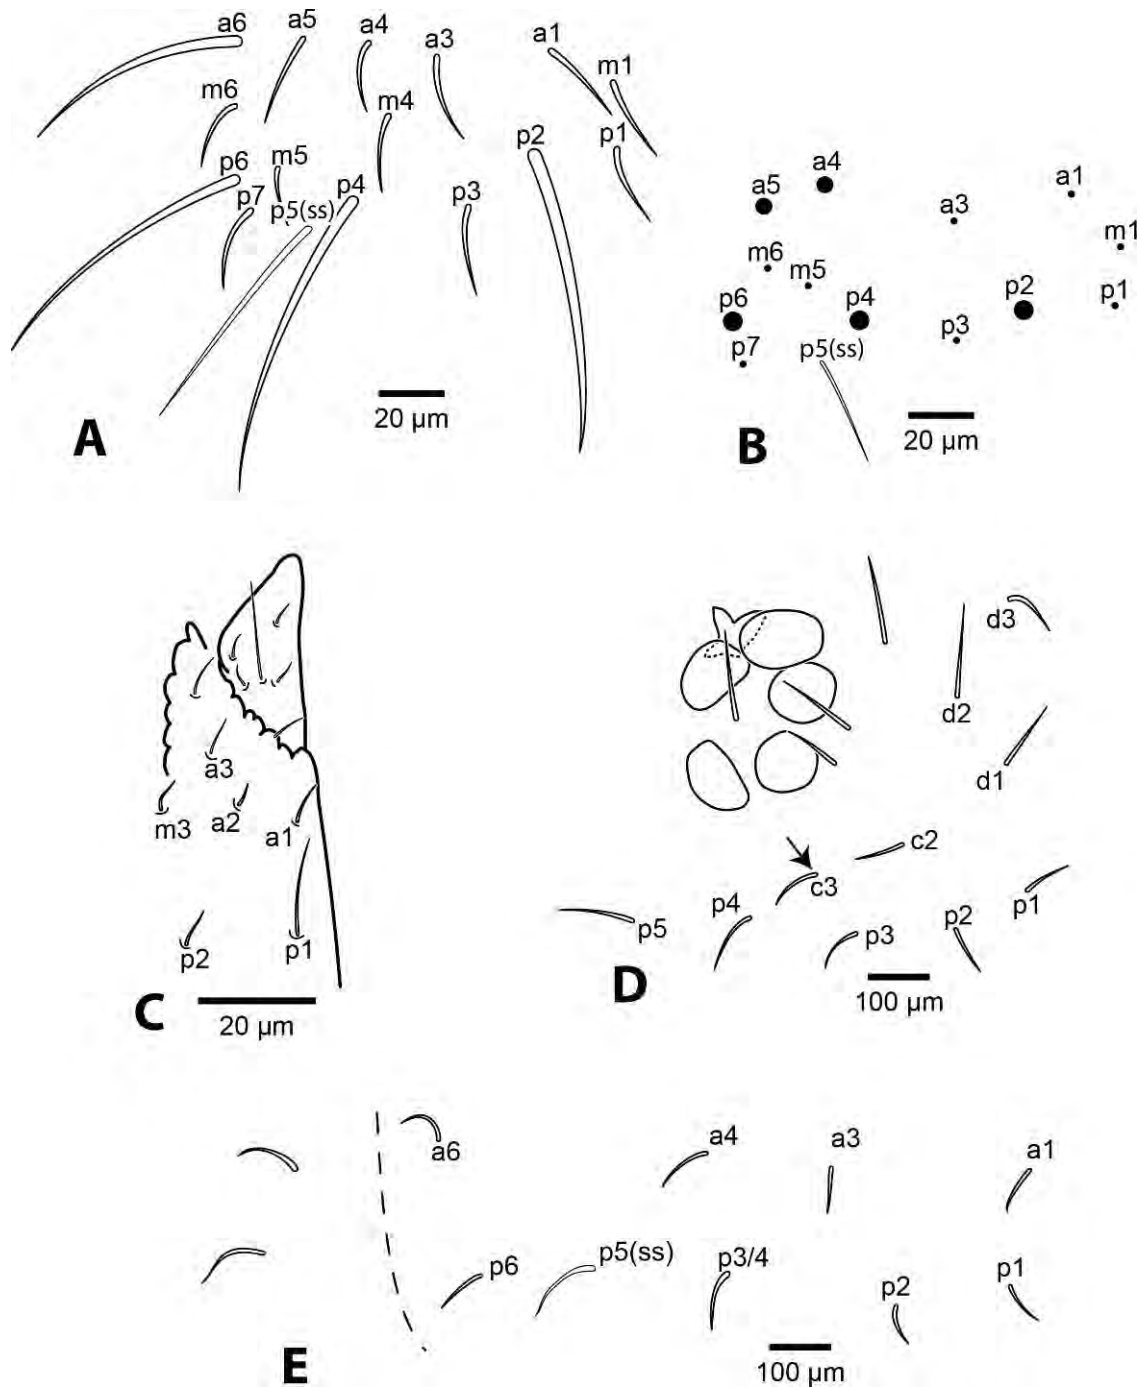 a6 a5 a4 a3 a1 m1
m6 m4
p6 m5 p4 p2 p1
p7 p5(ss) p3
20 µm
A
a5 a4 a3 a1
m6 m5 m1
p6 p4 p2 p1
p7 p5(ss) p3
20 µm
B
a3
m3 a2 a1
p2 p1
20 µm
C
d3
d2
d1
c2
c3
p5 p4 p3 p2 p1
100 µm
D
a6 a4 a3 a1
p6 p5(ss) p3/4 p2 p1
100 µm
E